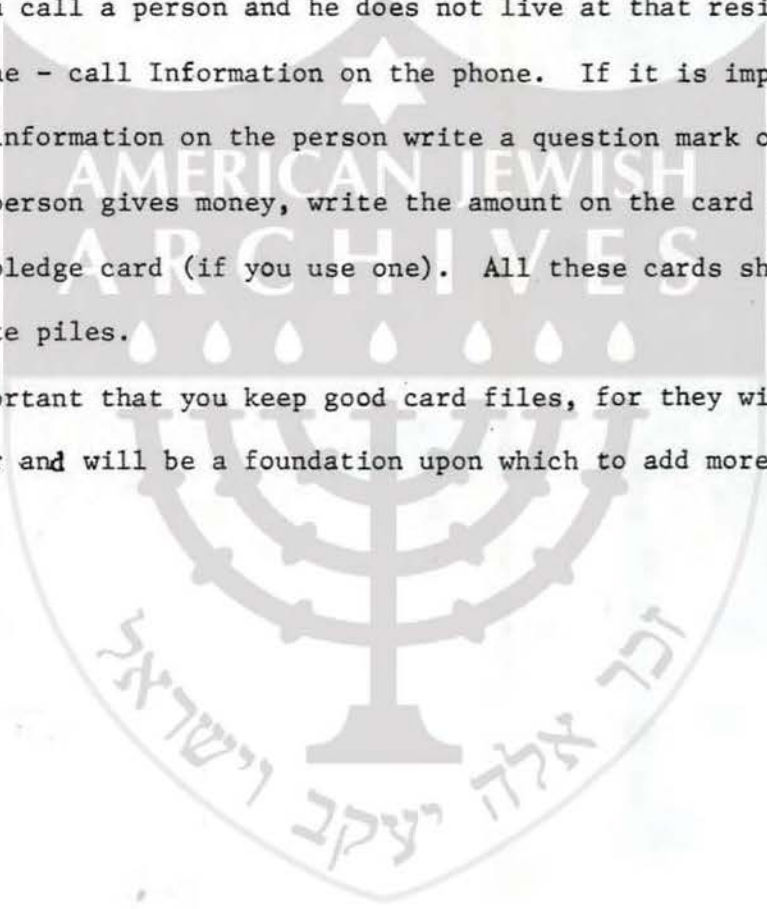 call a person and he does not live at that resi
e - call Information on the phone. If it is imp
nformation on the person write a question mark o
AMERICAN JEWISH
erson gives money, write the amount on the card
ledge card (if you use one). All these cards sh
ARCHIVES
e piles.
rtant that you keep good card files, for they wi
and will be a foundation upon which to add more
זכר אלה יעקב וישראל